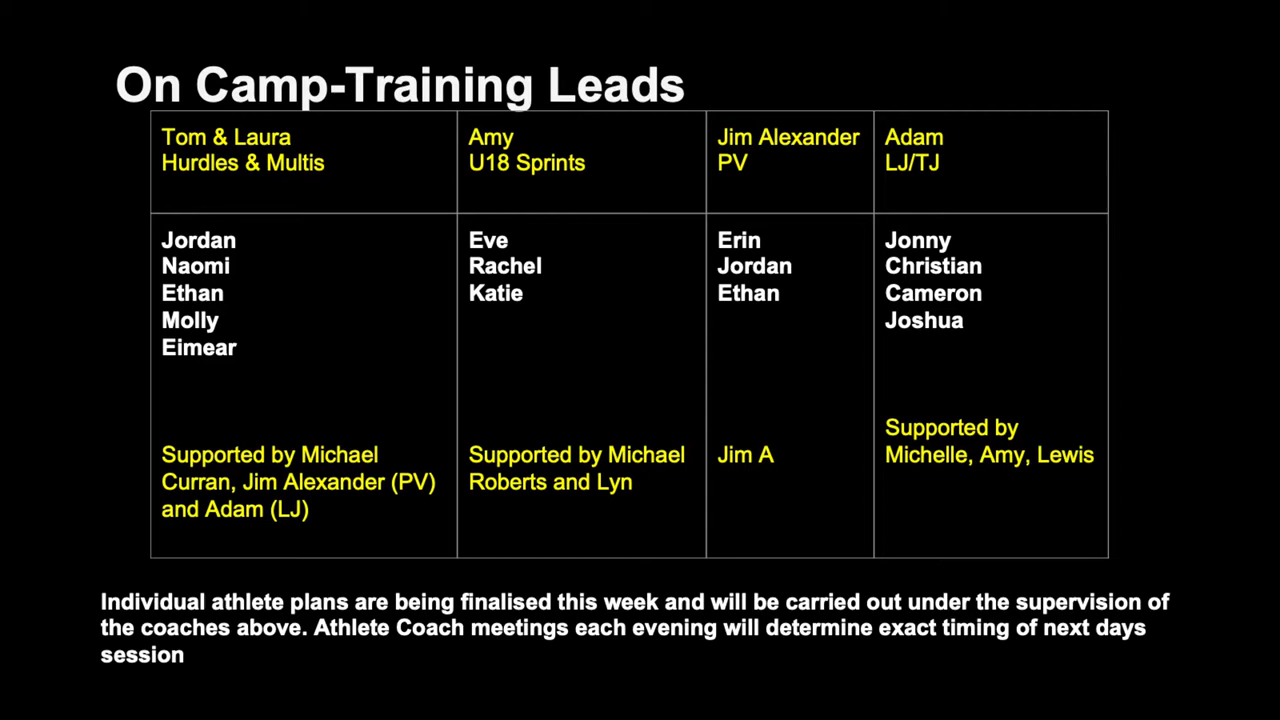 On Camp-Training Leads
Tom & Laura
Hurdles & Multis
Amy
U18 Sprints
Jim Alexander
PV
Adam
LJ/TJ
Jordan
Naomi
Ethan
Molly
Eimear
Supported by Michael
Curran, Jim Alexander (PV)
and Adam (LJ)
Eve
Rachel
Katie
Supported by Michael
Roberts and Lyn
Erin
Jordan
Ethan
Jim A
Jonny
Christian
Cameron
Joshua
Supported by
Michelle, Amy, Lewis
Individual athlete plans are being finalised this week and will be carried out under the supervision of
the coaches above. Athlete Coach meetings each evening will determine exact timing of next days
session